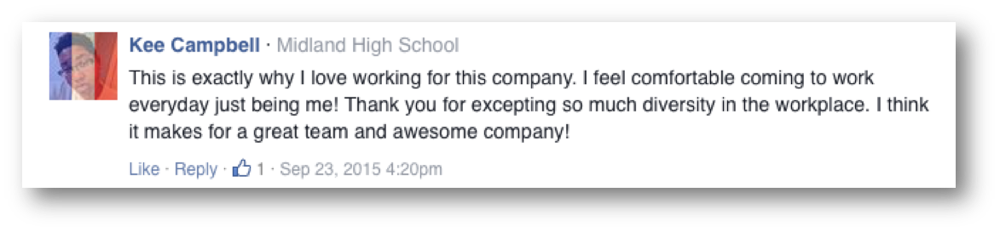 Kee Campbell · Midland High School
This is exactly why I love working for this company. I feel comfortable coming to work
everyday just being me! Thank you for excepting so much diversity in the workplace. I think
it makes for a great team and awesome company!
Like · Reply · 1 · Sep 23, 2015 4:20pm